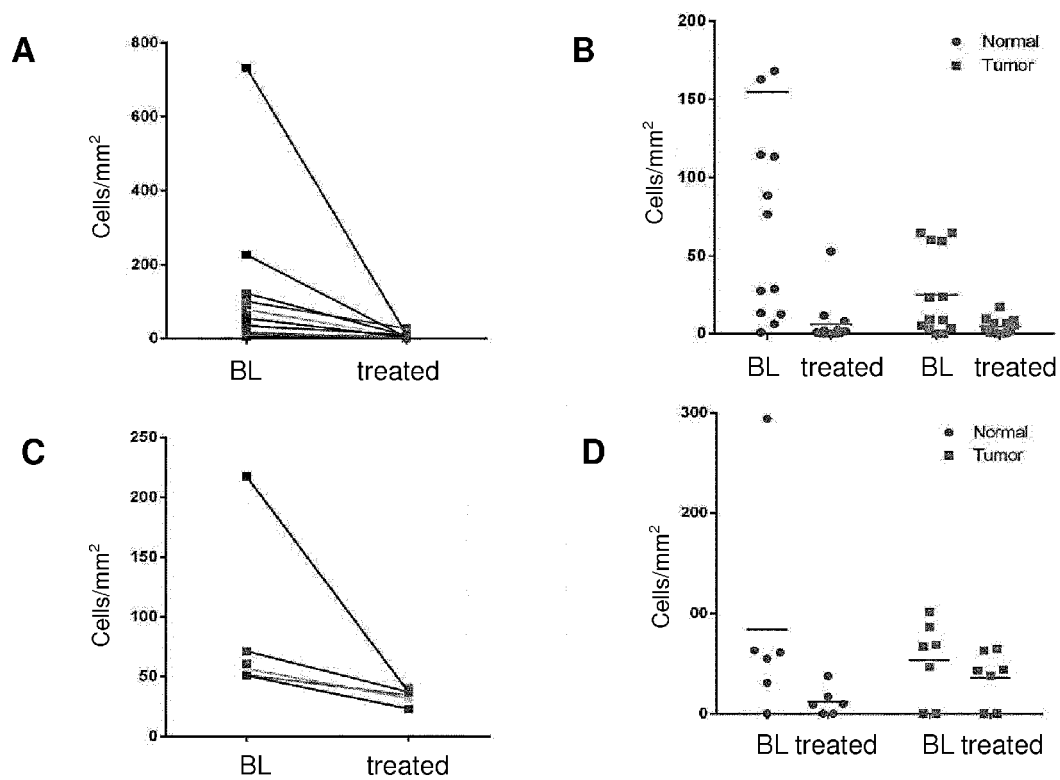 A
800
600
400
200
0
Cells/mm²
BL treated
B
200
150
100
50
0
Cells/mm²
Normal
Tumor
BL treated BL treated
C
250
200
150
100
50
0
Cells/mm²
BL treated
D
300
200
00
0
Cells/mm²
Normal
Tumor
BL treated BL treated